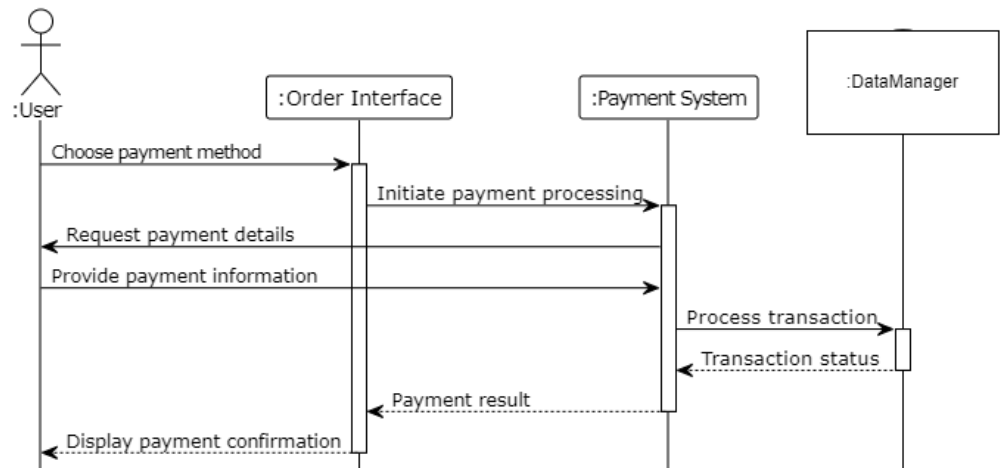 :User
:Order Interface
:Payment System
:DataManager
Choose payment method
Initiate payment processing
Request payment details
Provide payment information
Process transaction
Transaction status
Payment result
Display payment confirmation